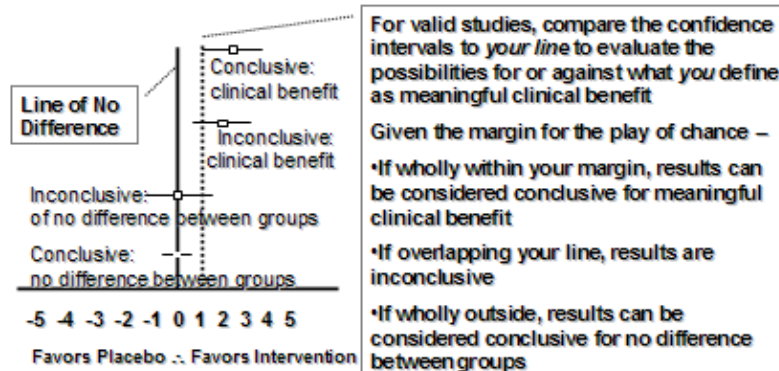 Line of No
Difference
Conclusive:
clinical benefit
Inconclusive:
clinical benefit
Inconclusive:
of no difference between groups
Conclusive:
no difference between groups
-5 -4 -3 -2 -1 0 1 2 3 4 5
Favors Placebo .:. Favors Intervention
For valid studies, compare the confidence
intervals to your line to evaluate the
possibilities for or against what you define
as meaningful clinical benefit
Given the margin for the play of chance –
•If wholly within your margin, results can
be considered conclusive for meaningful
clinical benefit
•If overlapping your line, results are
inconclusive
•If wholly outside, results can be
considered conclusive for no difference
between groups